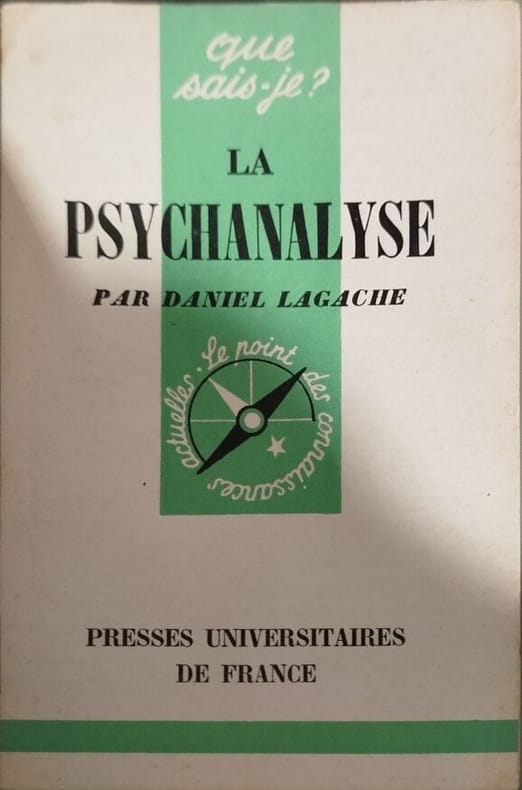 que
sais-je?
LA
PSYCHANALYSE
PAR DANIEL LAGACHE
Le point des connaissances actuelles.
PRESSES UNIVERSITAIRES
DE FRANCE